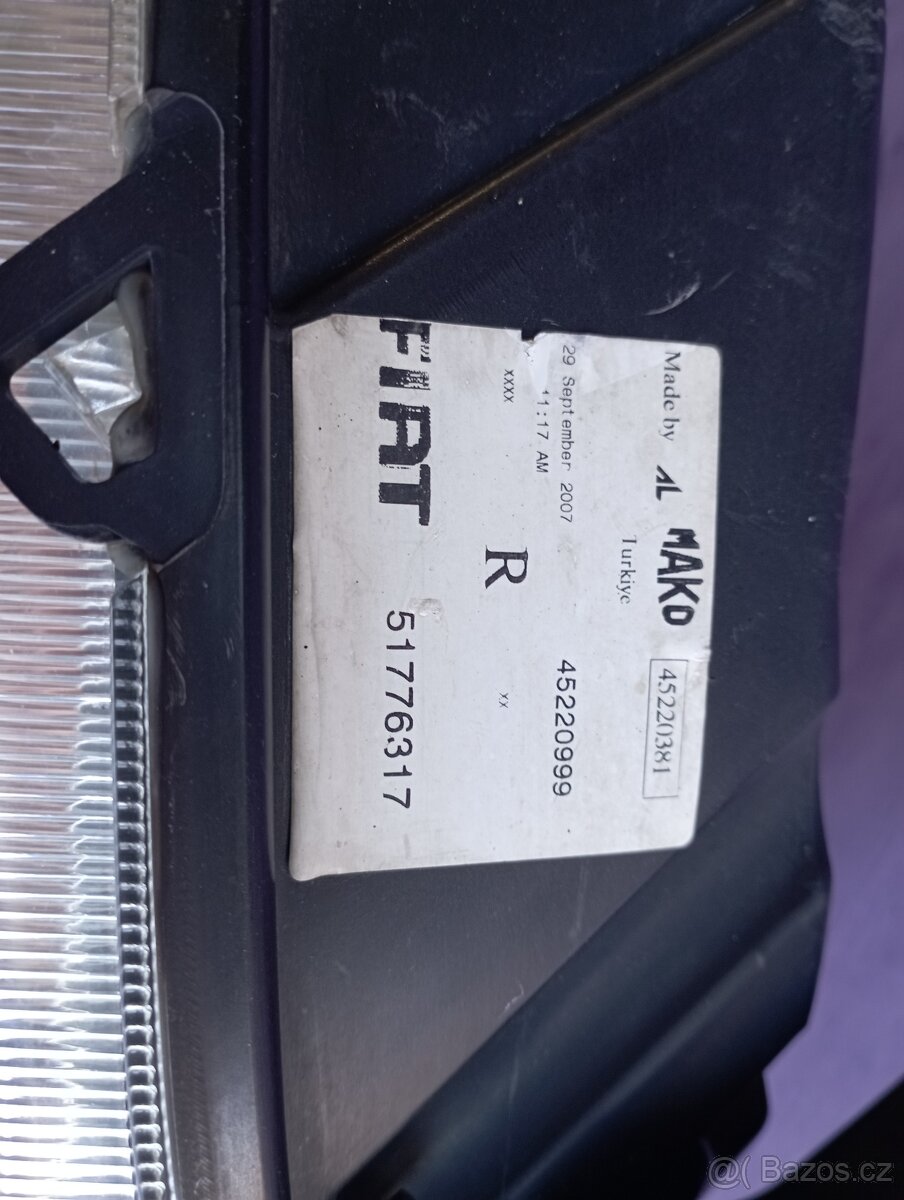 Made by AL MAKO 45220381
Turkiye
29 September 2007 45220999
11:17 AM
xxxx R xx
FIAT 51776317
@( Bazos.cz